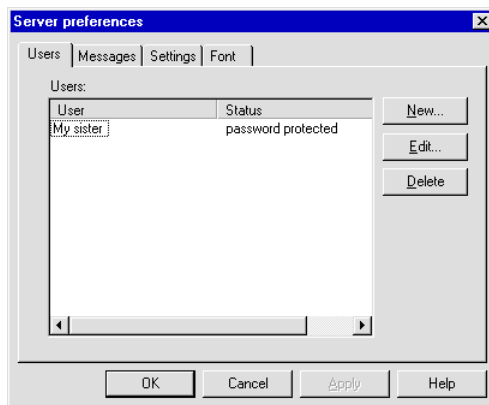 Server preferences
Users Messages Settings Font
Users:
User Status
My sister password protected
New...
Edit...
Delete
OK Cancel Apply Help